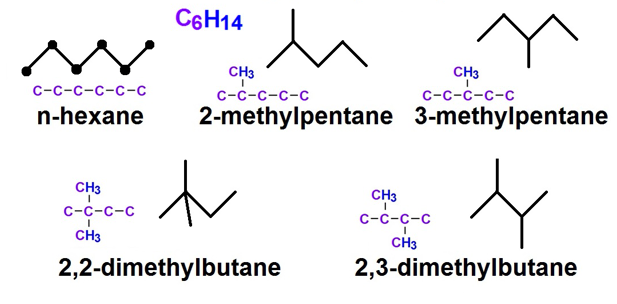 C6H14
C-C-C-C-C-C
n-hexane
CH3
C-C-C-C-C
2-methylpentane
CH3
C-C-C-C-C
3-methylpentane
CH3
C-C-C-C
CH3
2,2-dimethylbutane
CH3
C-C-C-C
CH3
2,3-dimethylbutane